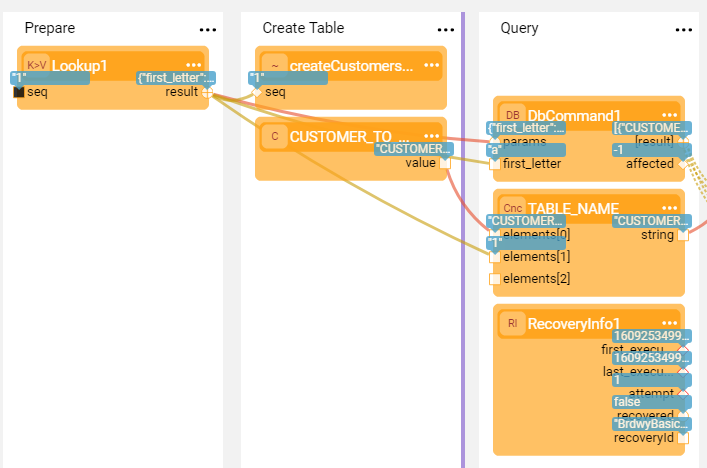 Prepare
Create Table
Query
K>V Lookup1
"1"
{"first_letter":...
seq
result
~ createCustomers...
"1"
seq
C CUSTOMER_TO_...
"CUSTOMER...
value
DB DbCommand1
{"first_letter":...
[{"CUSTOME...
params
[result]
"a"
-1
first_letter
affected
Cnc TABLE_NAME
"CUSTOMER...
"CUSTOMER...
elements[0]
string
"1"
elements[1]
elements[2]
RI RecoveryInfo1
1609253499...
first_execu...
1609253499...
last_execu...
1
attempt
false
recovered
"BrdwyBasic...
recoveryId